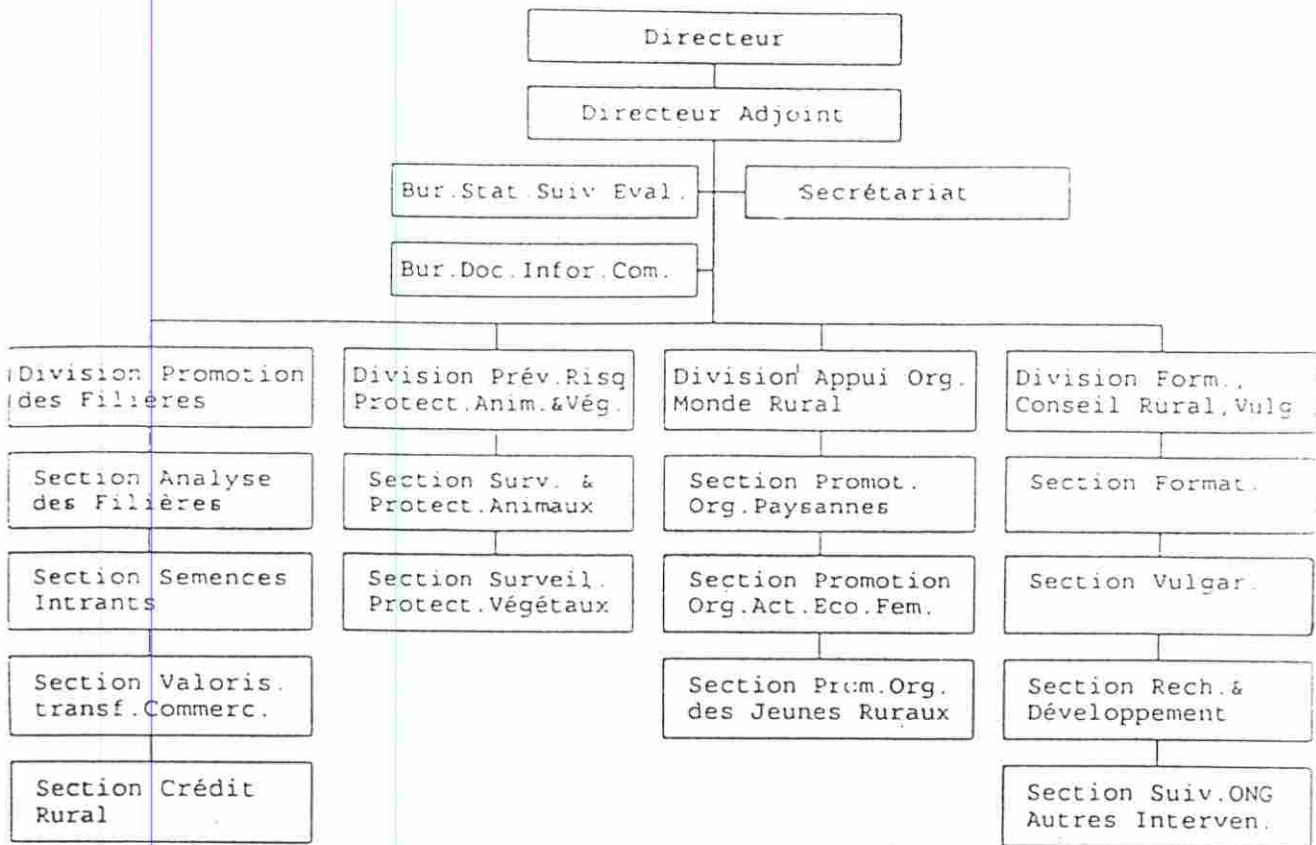 Directeur
Directeur Adjoint
Bur.Stat.Suiv Eval.
Secrétariat
Bur.Doc.Infor.Com.
Division Promotion
des Filières
Division Prév.Risq
Protect.Anim.&Vég.
Division Appui Org.
Monde Rural
Division Form.,
Conseil Rural,Vulg
Section Analyse
des Filières
Section Surv. &
Protect.Animaux
Section Promot.
Org.Paysannes
Section Format.
Section Semences
Intrants
Section Surveil.
Protect.Végétaux
Section Promotion
Org.Act.Eco.Fem.
Section Vulgar.
Section Valoris.
transf.Commerc.
Section Prom.Org.
des Jeunes Ruraux
Section Rech.&
Développement
Section Crédit
Rural
Section Suiv.ONG
Autres Interven.